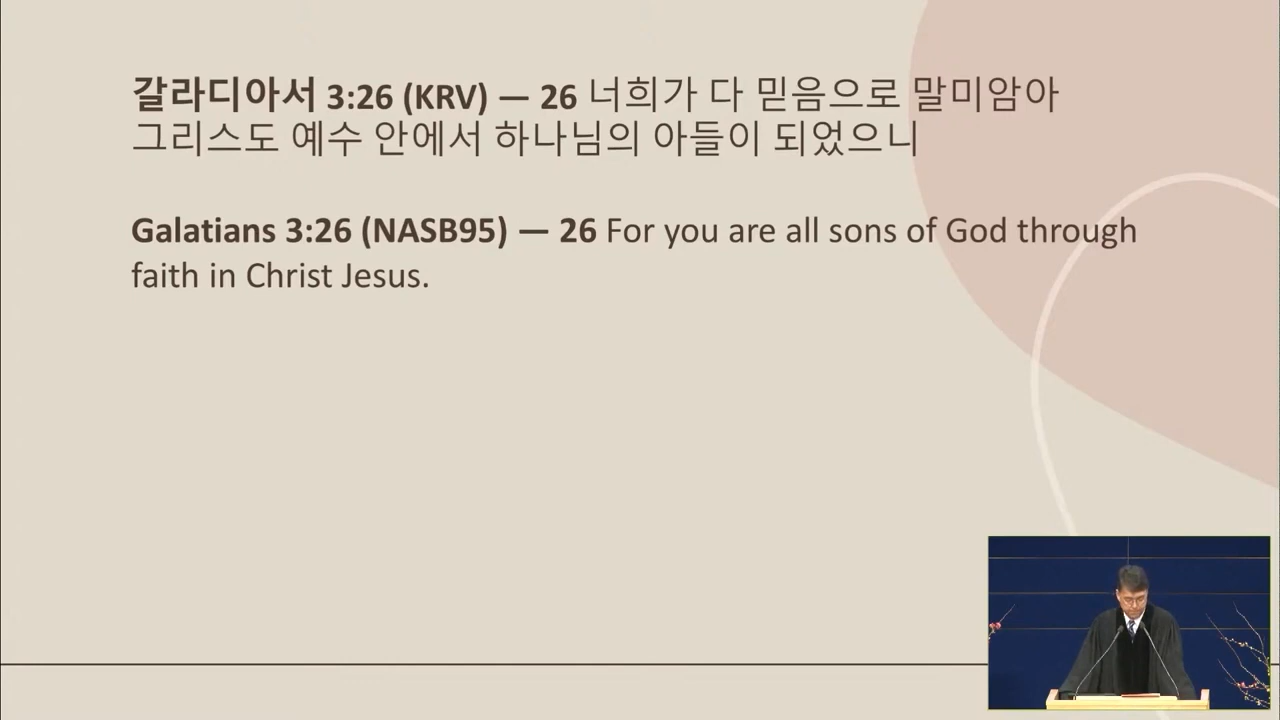 갈라디아서 3:26 (KRV) — 26 너희가 다 믿음으로 말미암아
그리스도 예수 안에서 하나님의 아들이 되었으니
Galatians 3:26 (NASB95) — 26 For you are all sons of God through
faith in Christ Jesus.